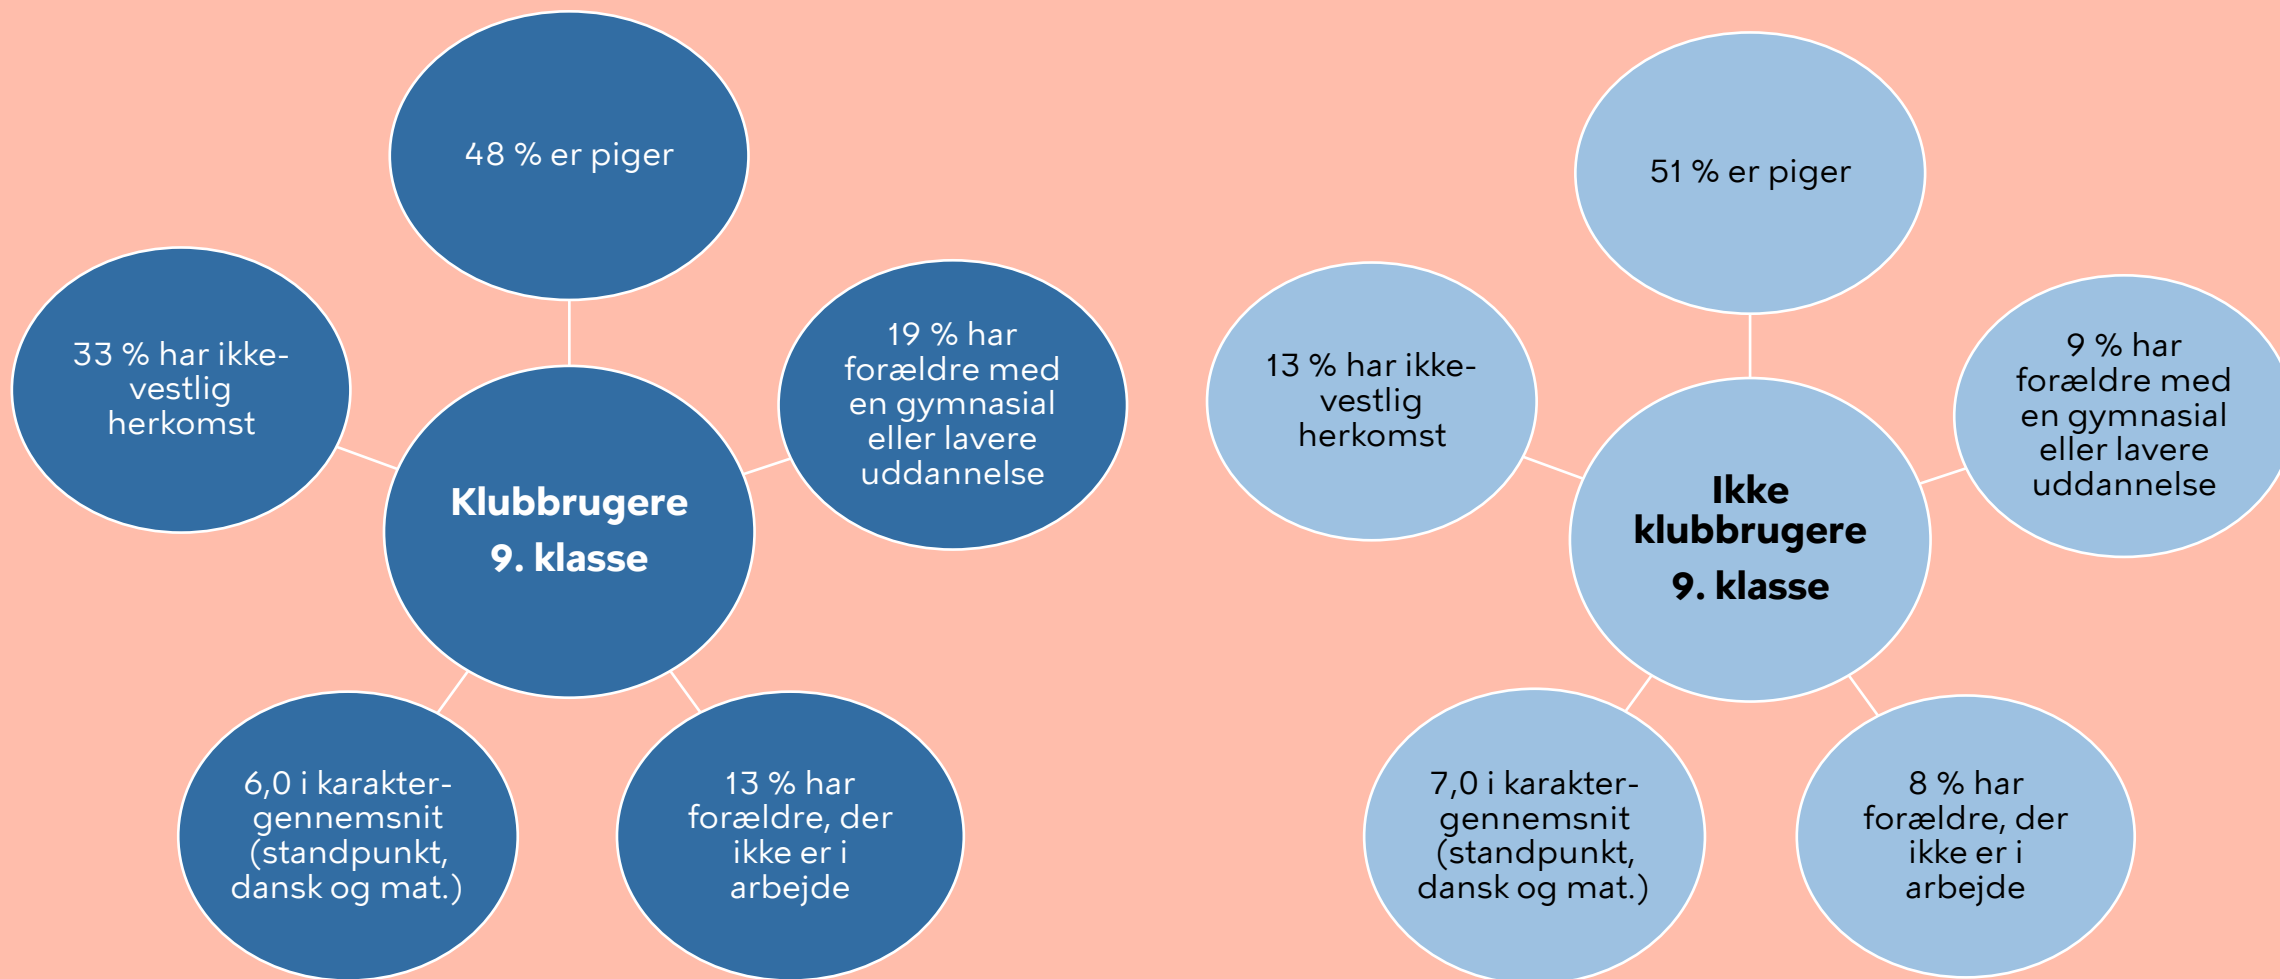 48 % er piger
33 % har ikke-
vestlig
herkomst
19 % har
forældre med
en gymnasial
eller lavere
uddannelse
Klubbrugere
9. klasse
6,0 i karakter-
gennemsnit
(standpunkt,
dansk og mat.)
13 % har
forældre, der
ikke er i
arbejde
51 % er piger
13 % har ikke-
vestlig
herkomst
9 % har
forældre med
en gymnasial
eller lavere
uddannelse
Ikke
klubbrugere
9. klasse
7,0 i karakter-
gennemsnit
(standpunkt,
dansk og mat.)
8 % har
forældre, der
ikke er i
arbejde